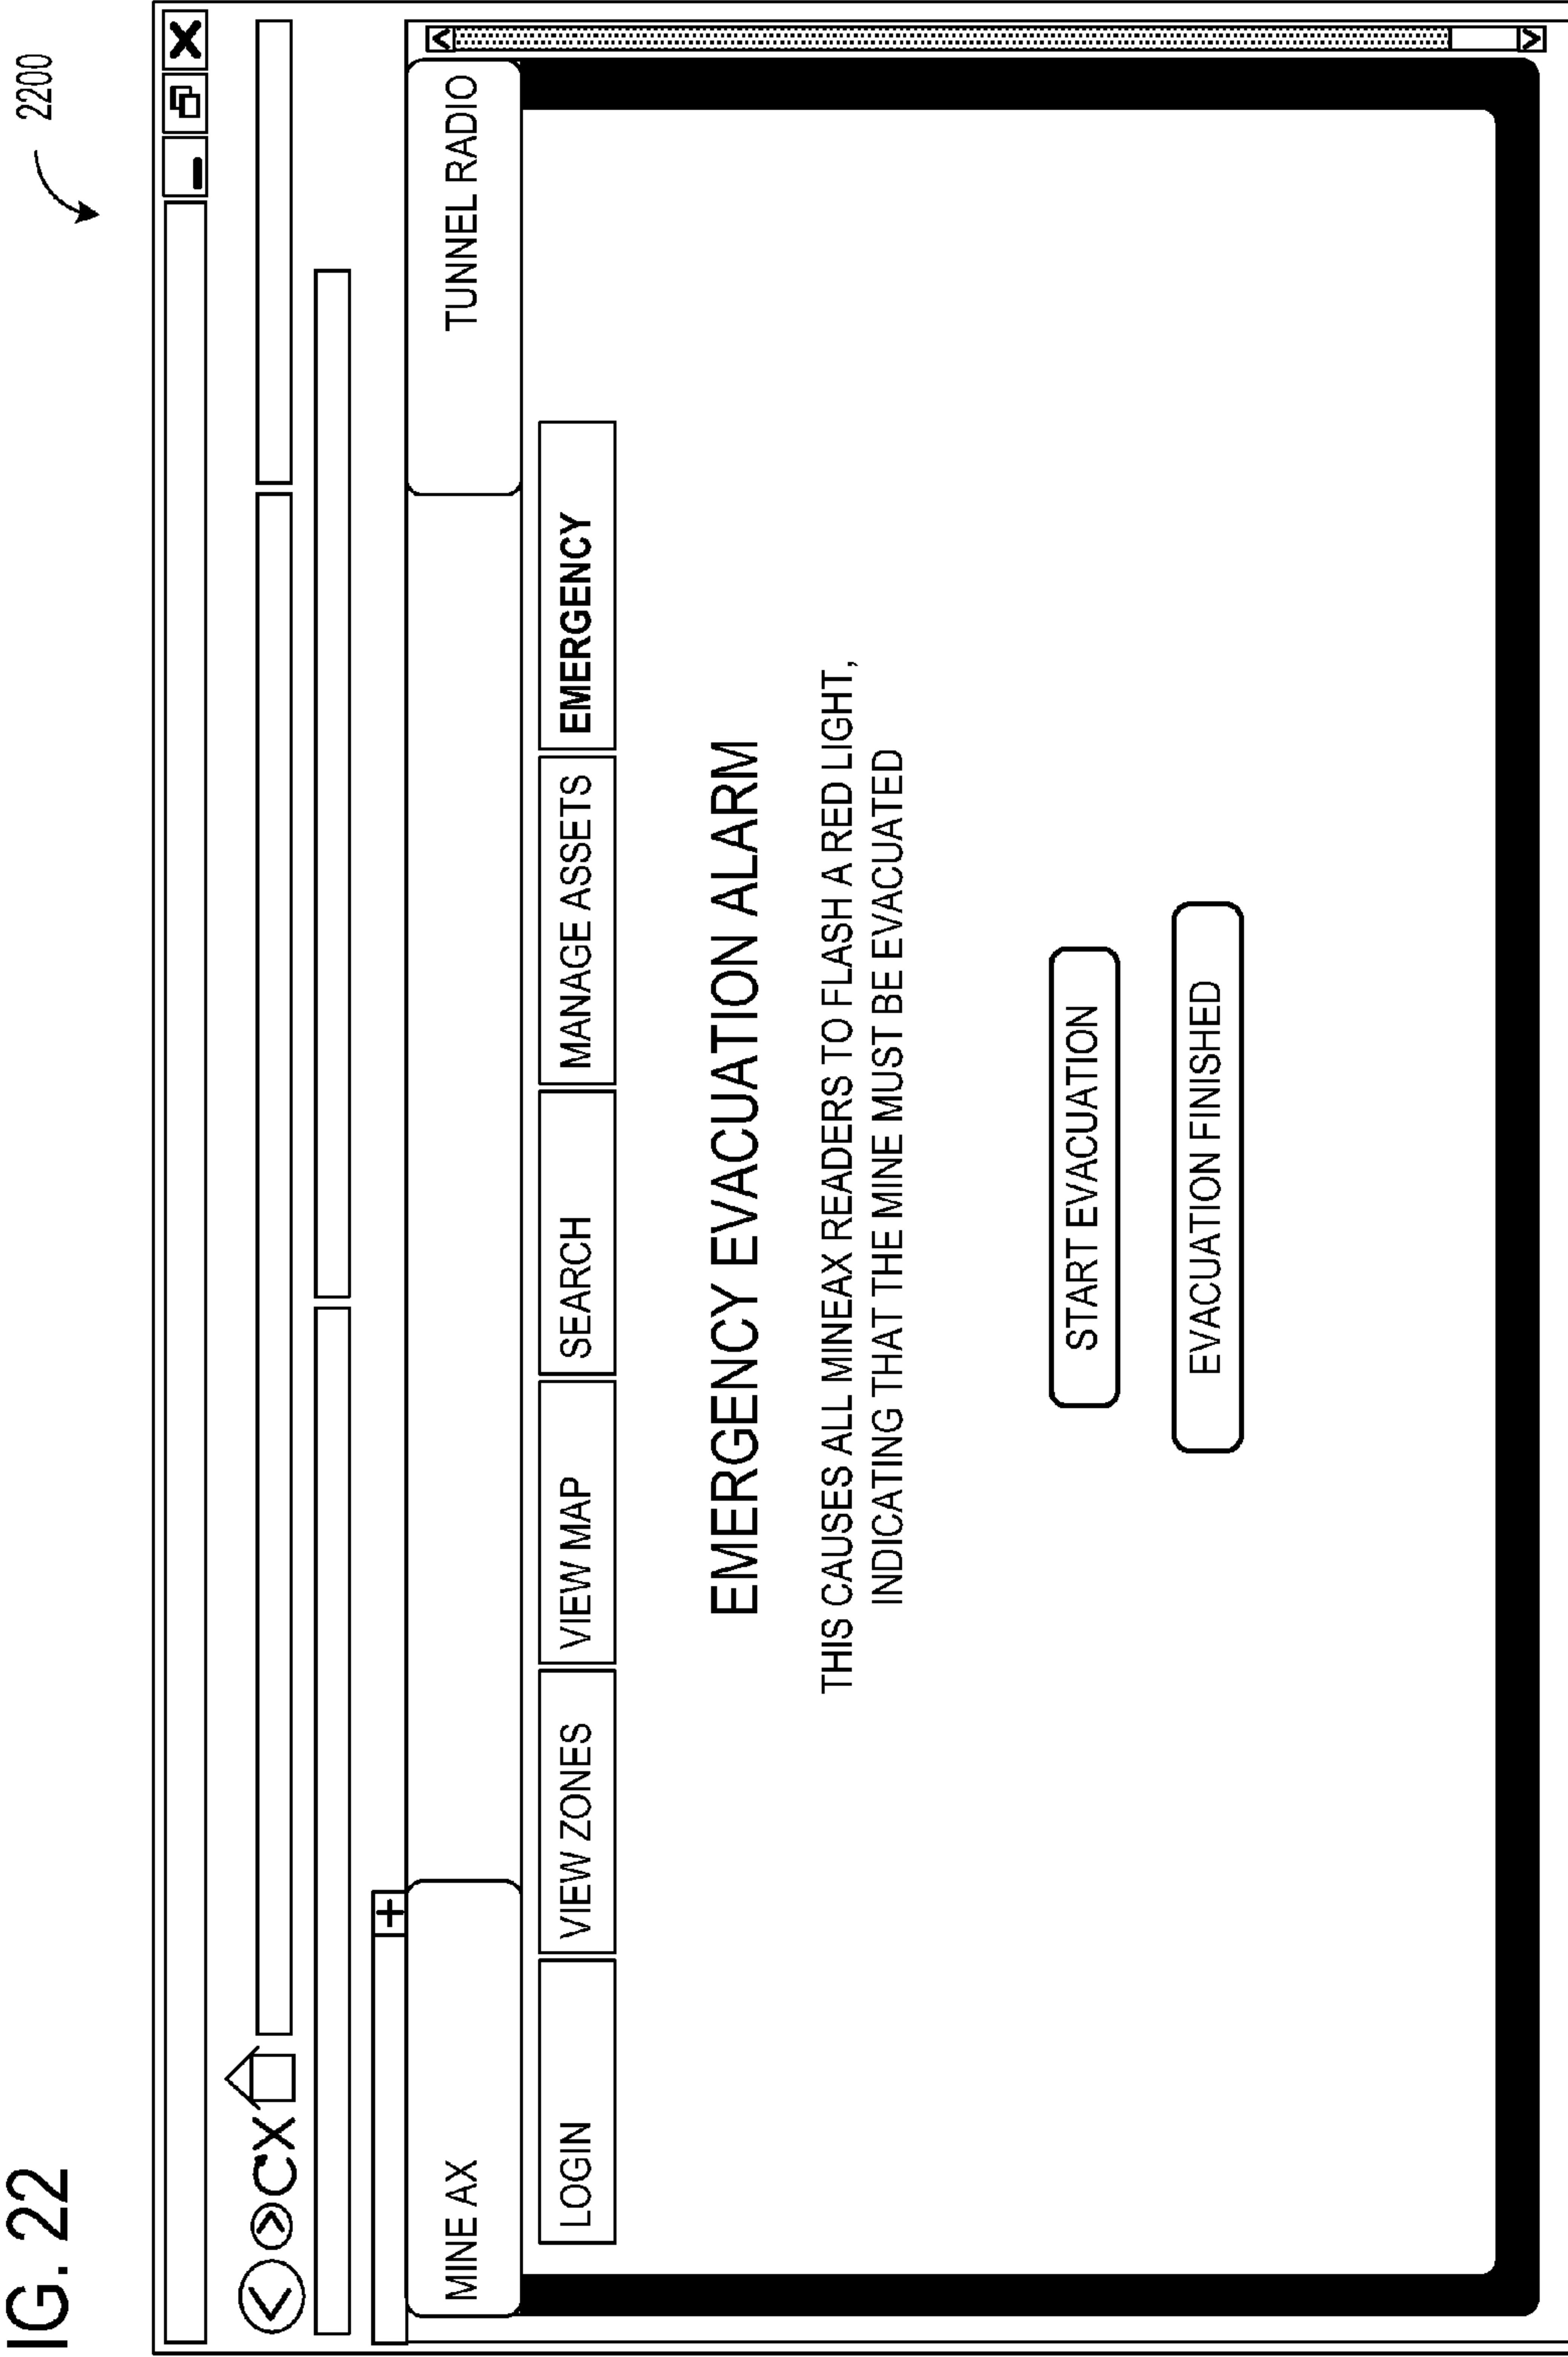 IG. 22
2200
MINE AX
TUNNEL RADIO
LOGIN
VIEW ZONES
VIEW MAP
SEARCH
MANAGE ASSETS
EMERGENCY
EMERGENCY EVACUATION ALARM
THIS CAUSES ALL MINEAX READERS TO FLASH A RED LIGHT,
INDICATING THAT THE MINE MUST BE EVACUATED
START EVACUATION
EVACUATION FINISHED